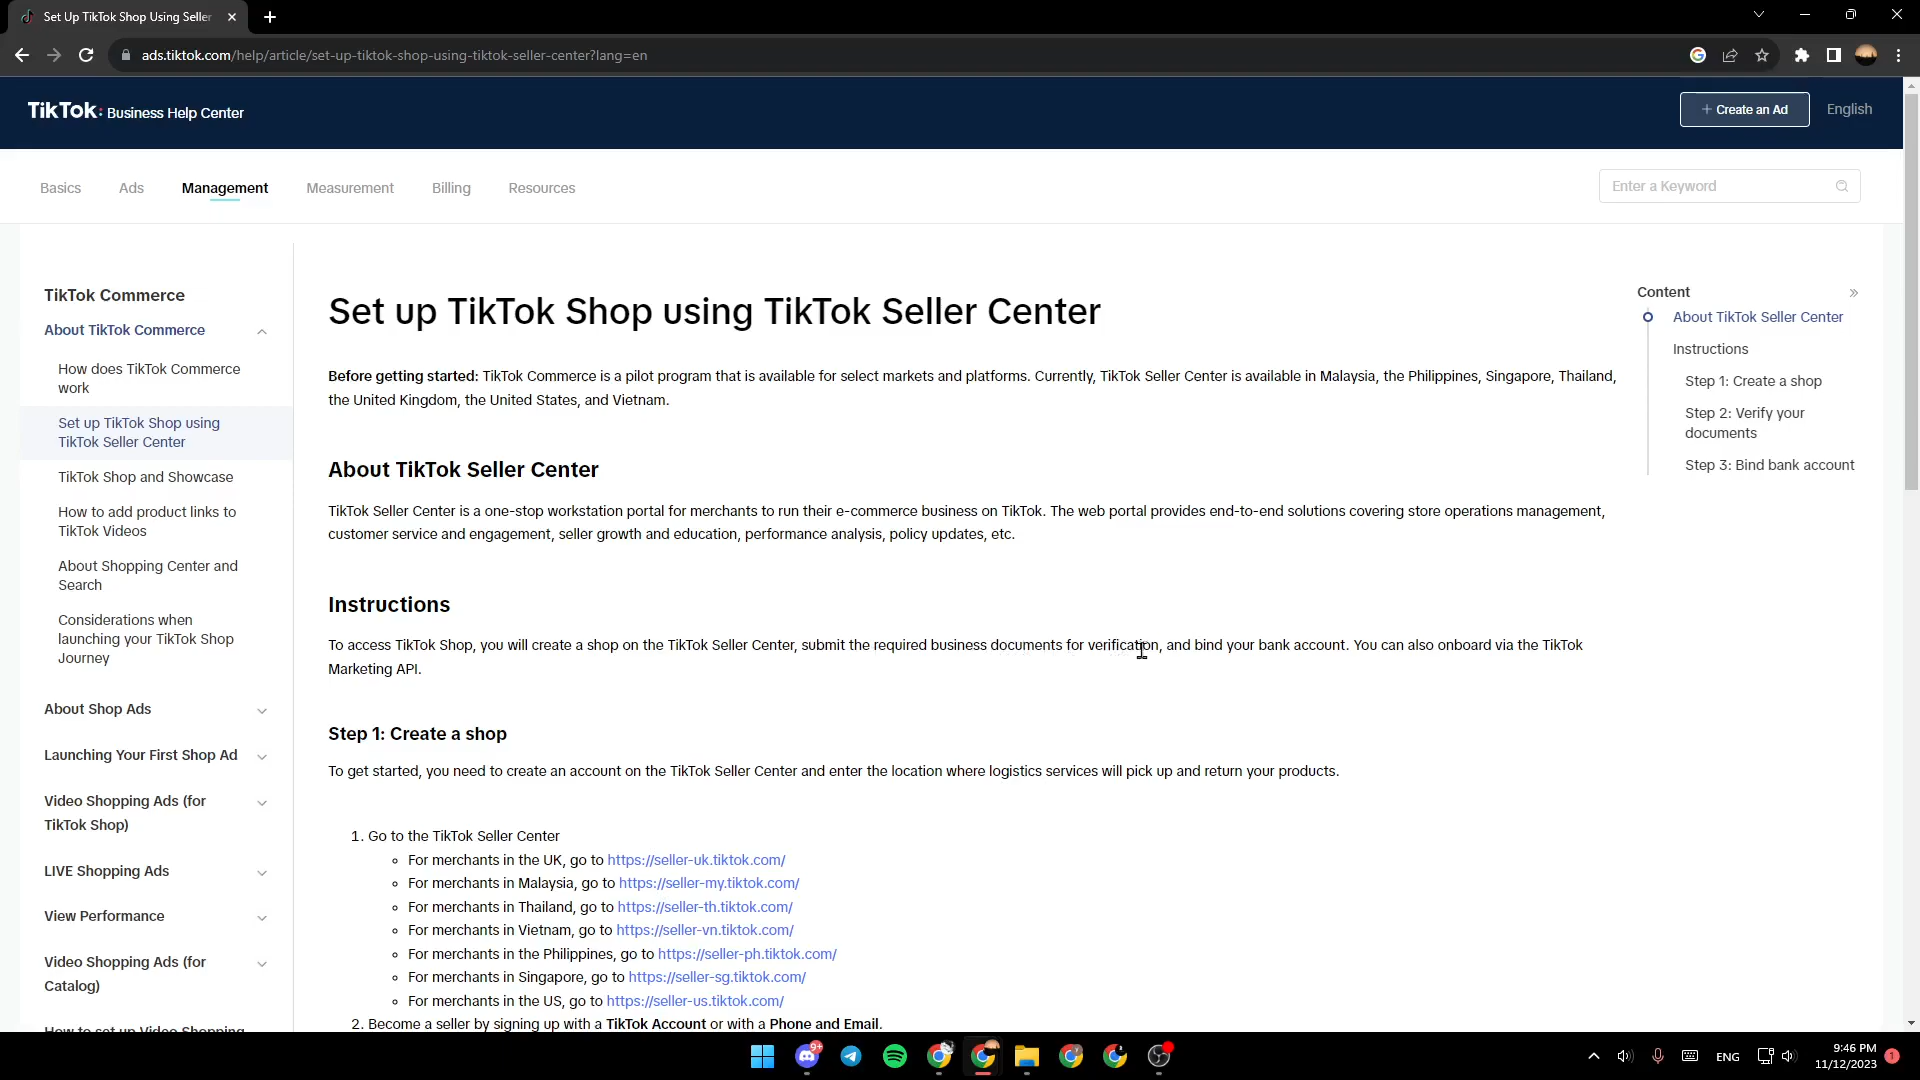 Set Up TikTok Shop Using Seller
ads.tiktok.com/help/article/set-up-tiktok-shop-using-tiktok-seller-center?lang=en
TikTok: Business Help Center
+ Create an Ad
English
Basics
Ads
Management
Measurement
Billing
Resources
Enter a Keyword
TikTok Commerce
About TikTok Commerce
How does TikTok Commerce
work
Set up TikTok Shop using
TikTok Seller Center
TikTok Shop and Showcase
How to add product links to
TikTok Videos
About Shopping Center and
Search
Considerations when
launching your TikTok Shop
Journey
About Shop Ads
Launching Your First Shop Ad
Video Shopping Ads (for
TikTok Shop)
LIVE Shopping Ads
View Performance
Video Shopping Ads (for
Catalog)
How to set up Video Shopping
Set up TikTok Shop using TikTok Seller Center
Before getting started: TikTok Commerce is a pilot program that is available for select markets and platforms. Currently, TikTok Seller Center is available in Malaysia, the Philippines, Singapore, Thailand,
the United Kingdom, the United States, and Vietnam.
About TikTok Seller Center
TikTok Seller Center is a one-stop workstation portal for merchants to run their e-commerce business on TikTok. The web portal provides end-to-end solutions covering store operations management,
customer service and engagement, seller growth and education, performance analysis, policy updates, etc.
Instructions
To access TikTok Shop, you will create a shop on the TikTok Seller Center, submit the required business documents for verification, and bind your bank account. You can also onboard via the TikTok
Marketing API.
Step 1: Create a shop
To get started, you need to create an account on the TikTok Seller Center and enter the location where logistics services will pick up and return your products.
1. Go to the TikTok Seller Center
For merchants in the UK, go to https://seller-uk.tiktok.com/
For merchants in Malaysia, go to https://seller-my.tiktok.com/
For merchants in Thailand, go to https://seller-th.tiktok.com/
For merchants in Vietnam, go to https://seller-vn.tiktok.com/
For merchants in the Philippines, go to https://seller-ph.tiktok.com/
For merchants in Singapore, go to https://seller-sg.tiktok.com/
For merchants in the US, go to https://seller-us.tiktok.com/
2. Become a seller by signing up with a TikTok Account or with a Phone and Email.
Content
About TikTok Seller Center
Instructions
Step 1: Create a shop
Step 2: Verify your
documents
Step 3: Bind bank account
9+
ENG
9:46 PM
11/12/2023
1